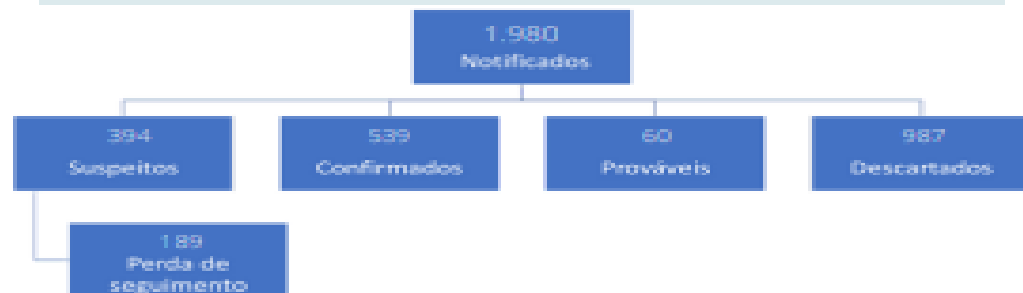 1.980
Notificados
394
Suspeitos
539
Confirmados
60
Prováveis
987
Descartados
189
Perda de
seguimento